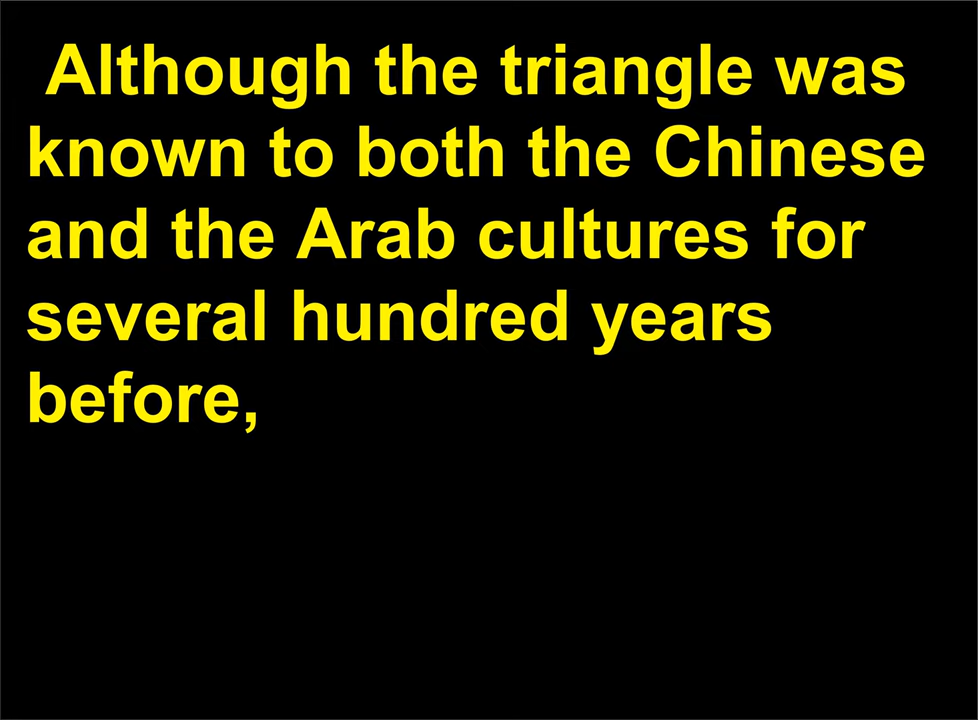 Although the triangle was
known to both the Chinese
and the Arab cultures for
several hundred years
before,